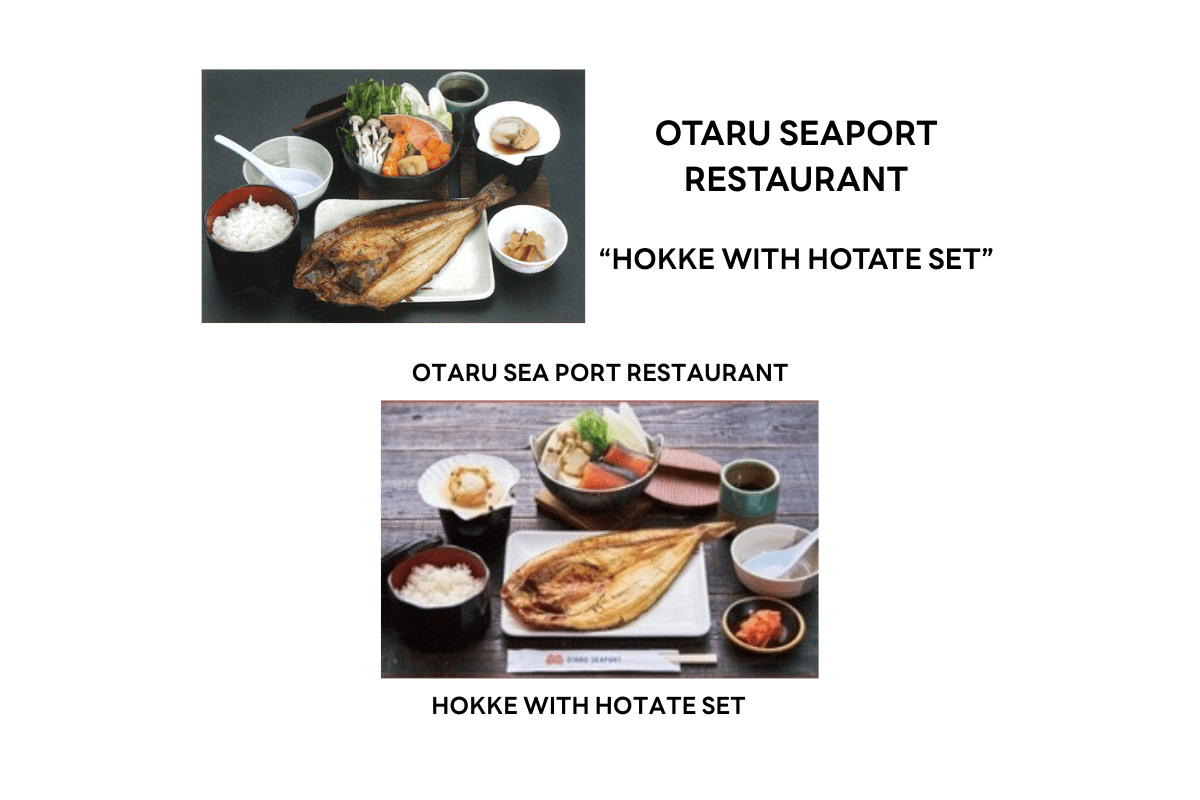 OTARU SEAPORT
RESTAURANT
“HOKKE WITH HOTATE SET”
OTARU SEA PORT RESTAURANT
OTARU SEAPORT
HOKKE WITH HOTATE SET